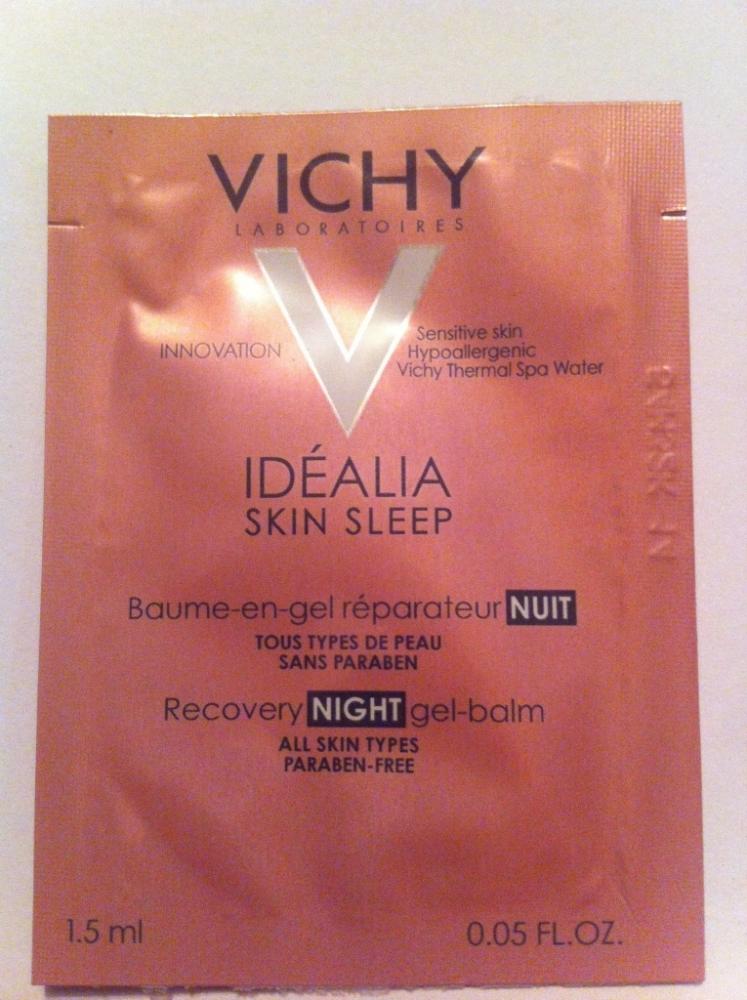 VICHY
LABORATOIRES
INNOVATION
Sensitive skin
Hypoallergenic
Vichy Thermal Spa Water
IDÉALIA
SKIN SLEEP
Baume-en-gel réparateur NUIT
TOUS TYPES DE PEAU
SANS PARABEN
Recovery NIGHT gel-balm
ALL SKIN TYPES
PARABEN-FREE
1.5 ml
0.05 FL.OZ.